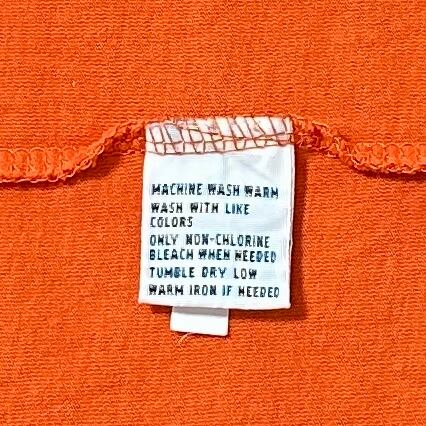 MACHINE WASH WARM
WASH WITH LIKE
COLORS
ONLY NON-CHLORINE
BLEACH WHEN NEEDED
TUMBLE DRY LOW
WARM IRON IF NEEDED